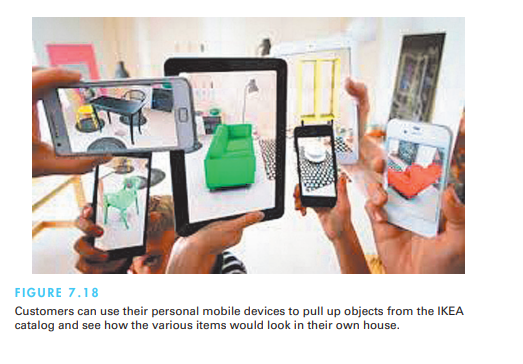 FIGURE 7.18
Customers can use their personal mobile devices to pull up objects from the IKEA
catalog and see how the various items would look in their own house.